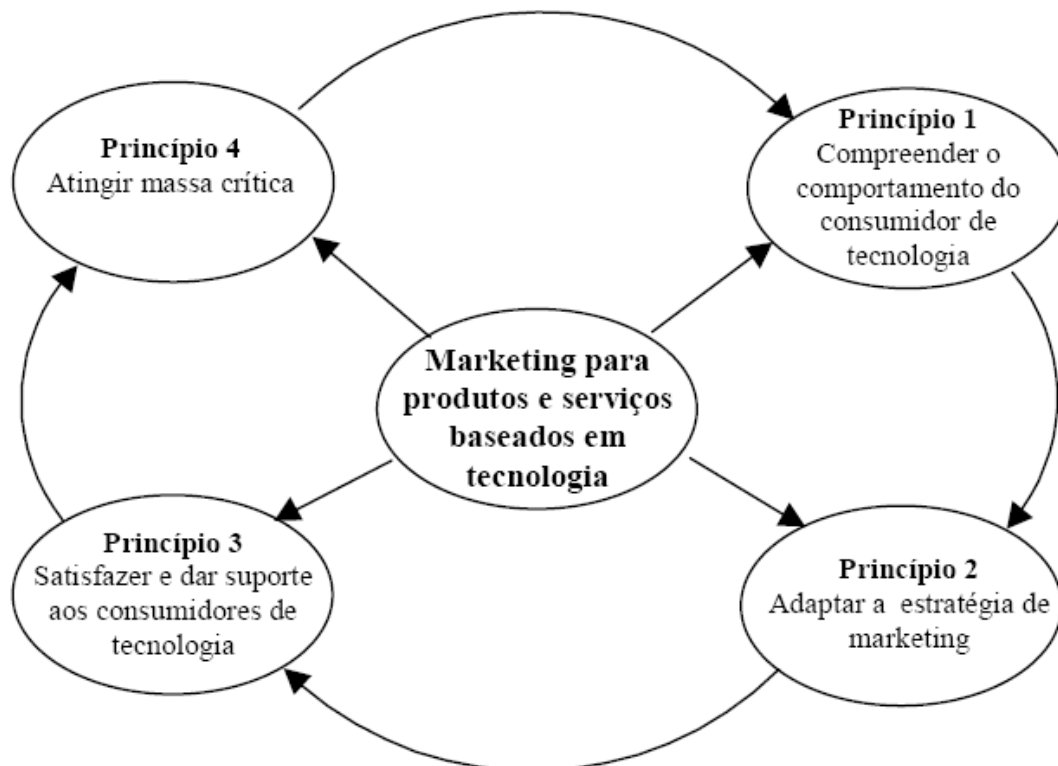 Princípio 4
Atingir massa crítica
Princípio 1
Compreender o
comportamento do
consumidor de
tecnologia
Marketing para
produtos e serviços
baseados em
tecnologia
Princípio 3
Satisfazer e dar suporte
aos consumidores de
tecnologia
Princípio 2
Adaptar a estratégia de
marketing